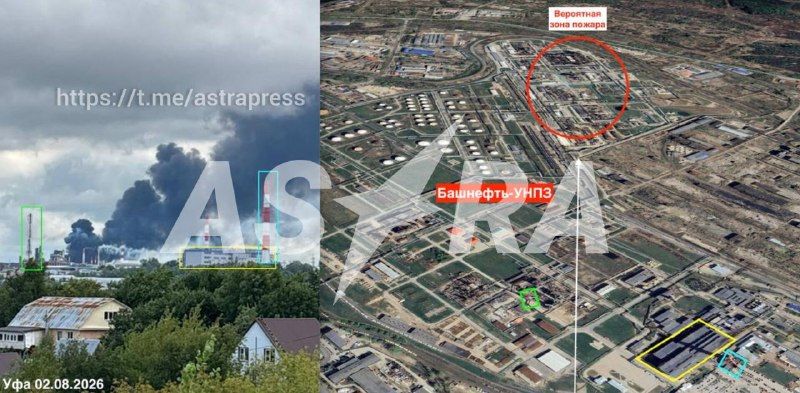 https://t.me/astrapress
Уфа 02.08.2026
Вероятная
зона пожара
Башнефть-УНПЗ
ASTRA